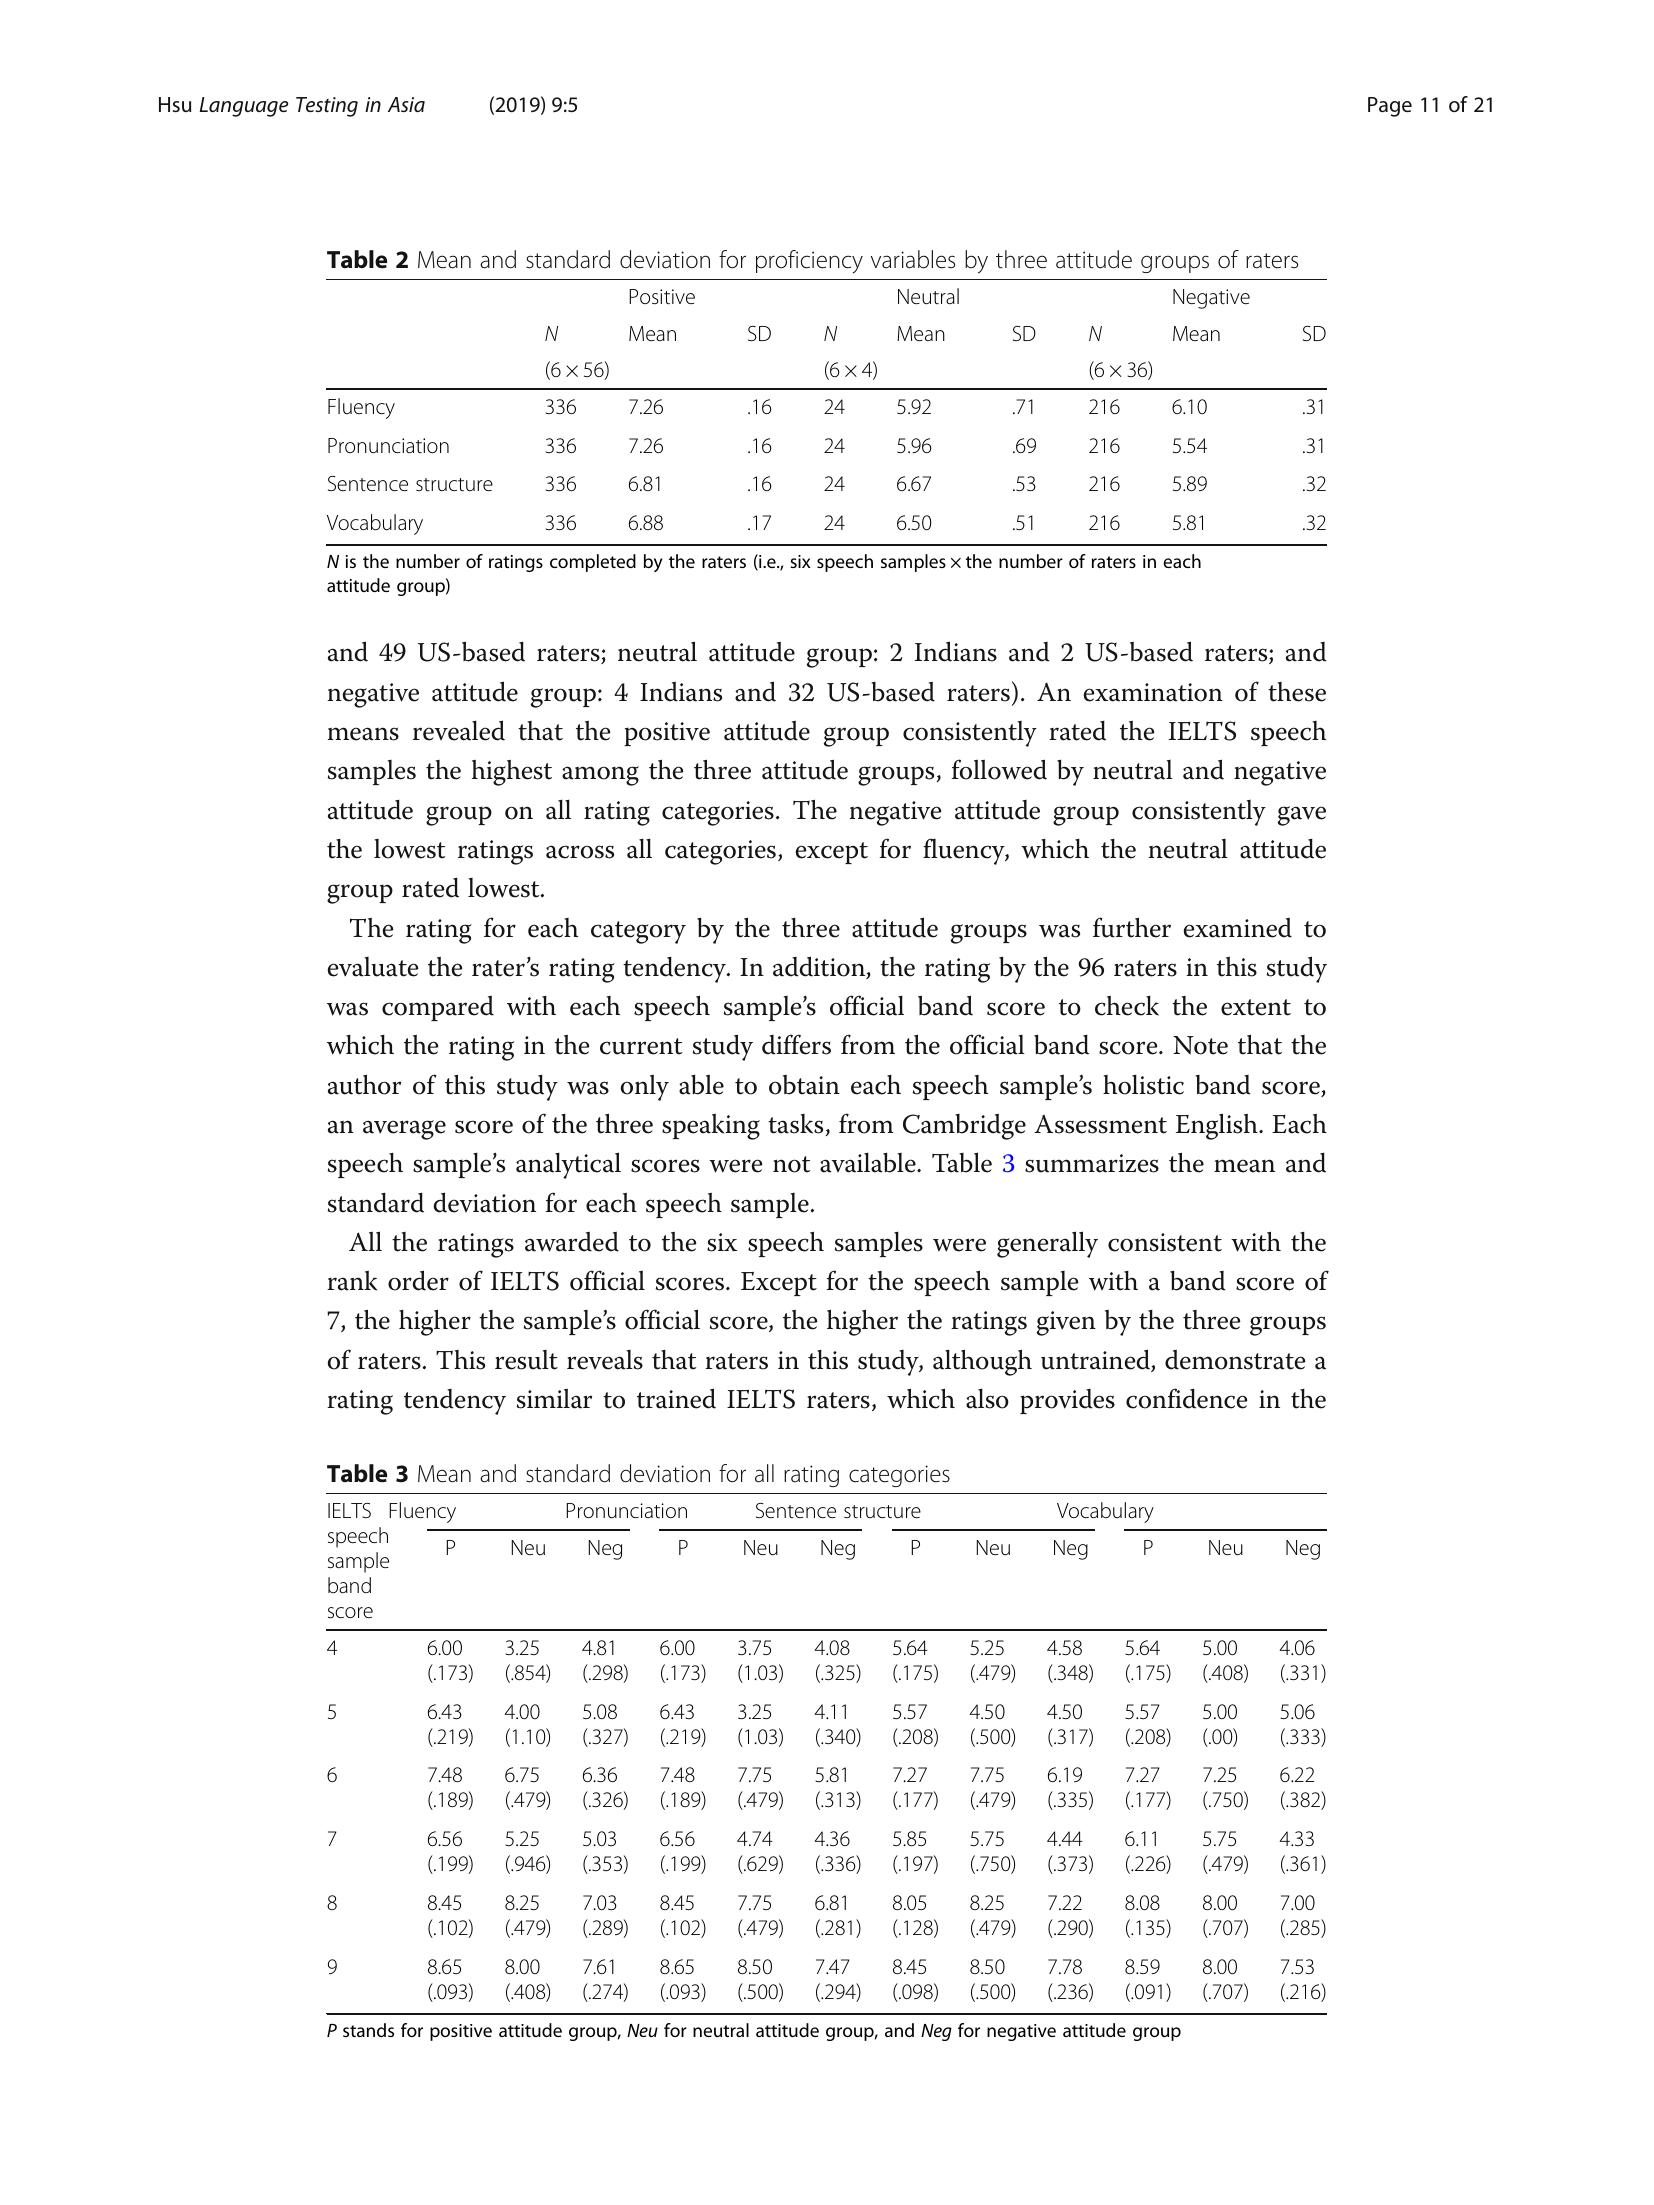 Hsu Language Testing in Asia (2019) 9:5 Page 11 of 21
Table 2 Mean and standard deviation for proficiency variables by three attitude groups of raters
Positive Neutral Negative
N Mean SD N Mean SD N Mean SD
(6 × 56) (6 × 4) (6 × 36)
Fluency 336 7.26 .16 24 5.92 .71 216 6.10 .31
Pronunciation 336 7.26 .16 24 5.96 .69 216 5.54 .31
Sentence structure 336 6.81 .16 24 6.67 .53 216 5.89 .32
Vocabulary 336 6.88 .17 24 6.50 .51 216 5.81 .32
N is the number of ratings completed by the raters (i.e., six speech samples × the number of raters in each
attitude group)
and 49 US-based raters; neutral attitude group: 2 Indians and 2 US-based raters; and
negative attitude group: 4 Indians and 32 US-based raters). An examination of these
means revealed that the positive attitude group consistently rated the IELTS speech
samples the highest among the three attitude groups, followed by neutral and negative
attitude group on all rating categories. The negative attitude group consistently gave
the lowest ratings across all categories, except for fluency, which the neutral attitude
group rated lowest.
The rating for each category by the three attitude groups was further examined to
evaluate the rater's rating tendency. In addition, the rating by the 96 raters in this study
was compared with each speech sample's official band score to check the extent to
which the rating in the current study differs from the official band score. Note that the
author of this study was only able to obtain each speech sample's holistic band score,
an average score of the three speaking tasks, from Cambridge Assessment English. Each
speech sample's analytical scores were not available. Table 3 summarizes the mean and
standard deviation for each speech sample.
All the ratings awarded to the six speech samples were generally consistent with the
rank order of IELTS official scores. Except for the speech sample with a band score of
7, the higher the sample's official score, the higher the ratings given by the three groups
of raters. This result reveals that raters in this study, although untrained, demonstrate a
rating tendency similar to trained IELTS raters, which also provides confidence in the
Table 3 Mean and standard deviation for all rating categories
IELTS Fluency Pronunciation Sentence structure Vocabulary
speech
sample
band
score
P Neu Neg P Neu Neg P Neu Neg P Neu Neg
4 6.00 3.25 4.81 6.00 3.75 4.08 5.64 5.25 4.58 5.64 5.00 4.06
(.173) (.854) (.298) (.173) (1.03) (.325) (.175) (.479) (.348) (.175) (.408) (.331)
5 6.43 4.00 5.08 6.43 3.25 4.11 5.57 4.50 4.50 5.57 5.00 5.06
(.219) (1.10) (.327) (.219) (1.03) (.340) (.208) (.500) (.317) (.208) (.00) (.333)
6 7.48 6.75 6.36 7.48 7.75 5.81 7.27 7.75 6.19 7.27 7.25 6.22
(.189) (.479) (.326) (.189) (.479) (.313) (.177) (.479) (.335) (.177) (.750) (.382)
7 6.56 5.25 5.03 6.56 4.74 4.36 5.85 5.75 4.44 6.11 5.75 4.33
(.199) (.946) (.353) (.199) (.629) (.336) (.197) (.750) (.373) (.226) (.479) (.361)
8 8.45 8.25 7.03 8.45 7.75 6.81 8.05 8.25 7.22 8.08 8.00 7.00
(.102) (.479) (.289) (.102) (.479) (.281) (.128) (.479) (.290) (.135) (.707) (.285)
9 8.65 8.00 7.61 8.65 8.50 7.47 8.45 8.50 7.78 8.59 8.00 7.53
(.093) (.408) (.274) (.093) (.500) (.294) (.098) (.500) (.236) (.091) (.707) (.216)
P stands for positive attitude group, Neu for neutral attitude group, and Neg for negative attitude group